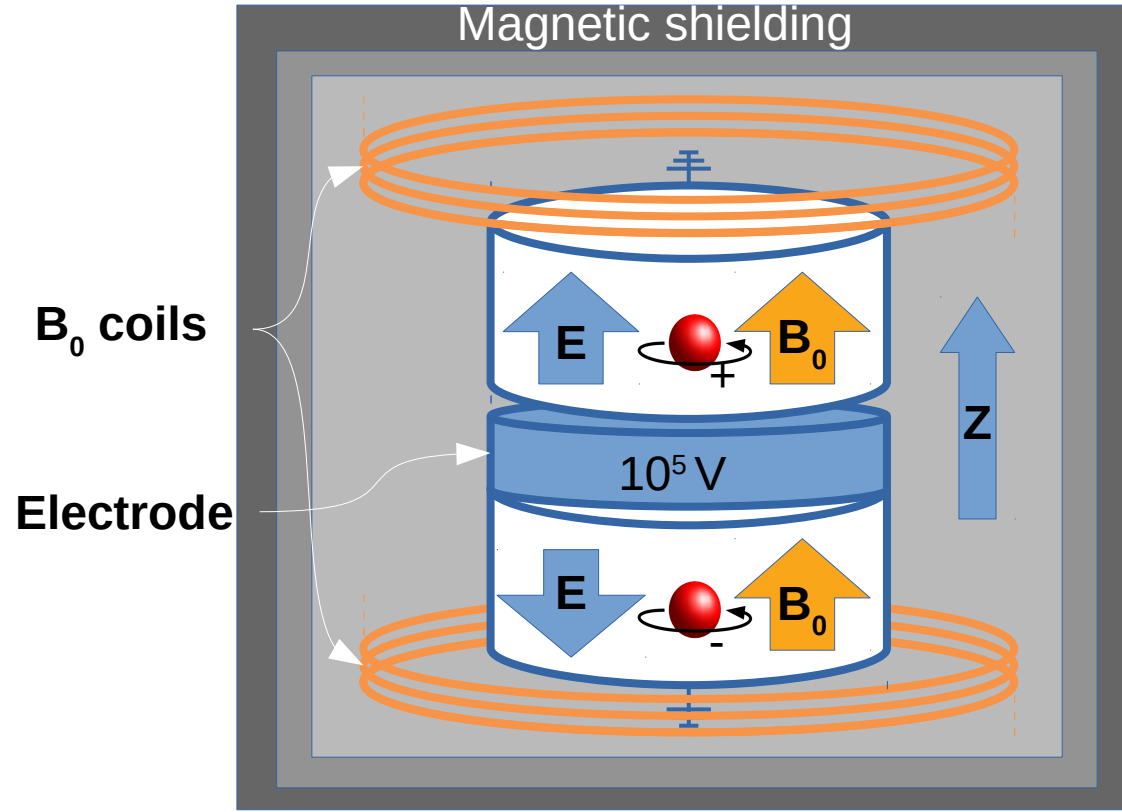 Magnetic shielding
B₀ coils
E
B₀
+
Z
10⁵ V
Electrode
E
B₀
-